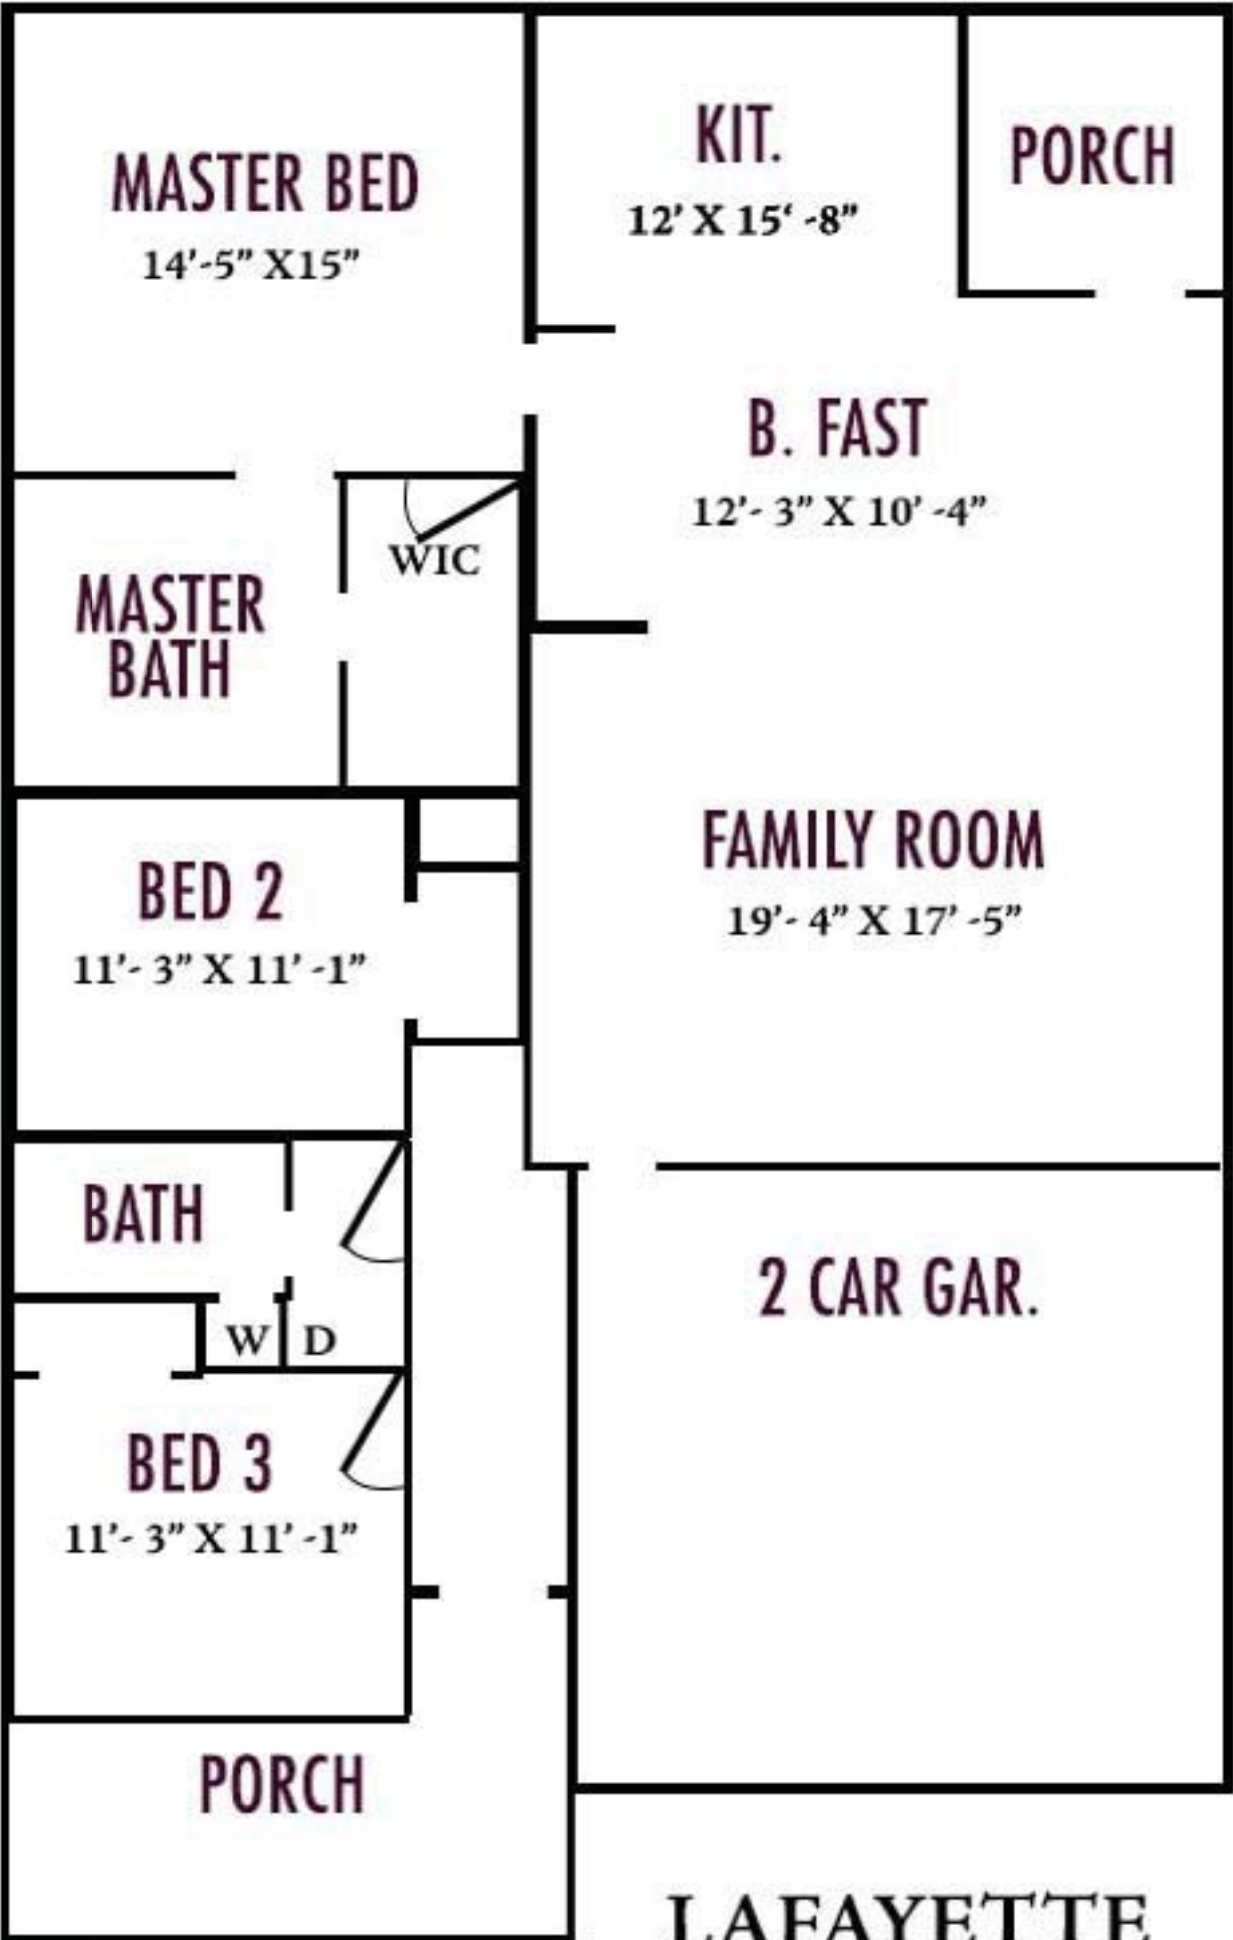 MASTER BED
14'-5” X15”
KIT.
12’ X 15‘ -8”
PORCH
B. FAST
12’- 3” X 10’ -4”
WIC
MASTER
BATH
BED 2
11’- 3” X 11’ -1”
FAMILY ROOM
19’- 4” X 17’ -5”
BATH
W D
2 CAR GAR.
BED 3
11’- 3” X 11’ -1”
PORCH
LAFAYETTE